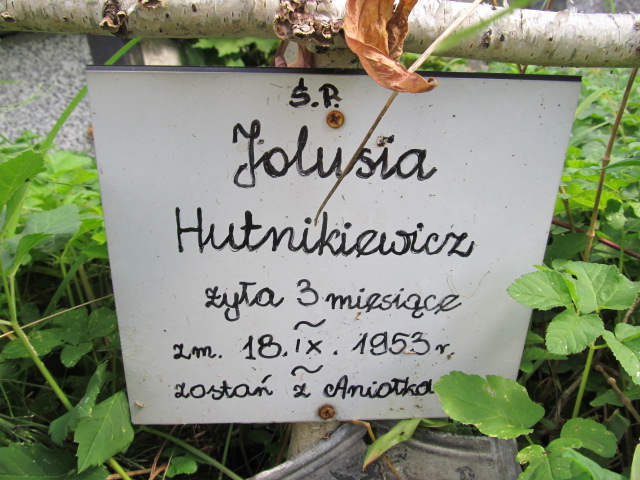 Ś.P.
Jolusia
Hutnikiewicz
żyła 3 miesiące
zm. 18.IX.1953 r.
zostań z Aniołka